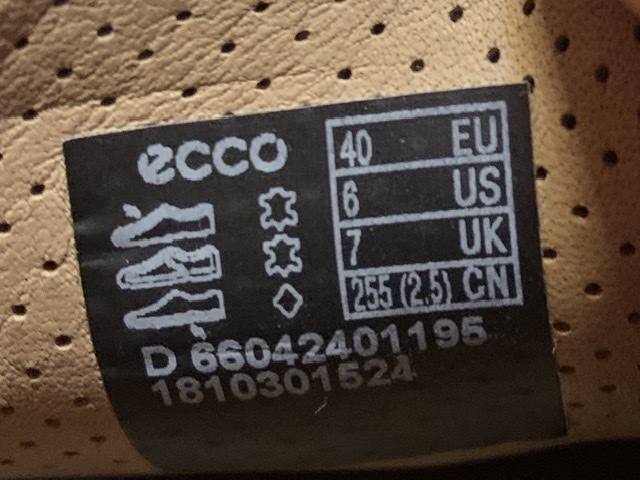 ecco
40 EU
6 US
7 UK
255 (2.5) CN
D 66042401195
1810301524